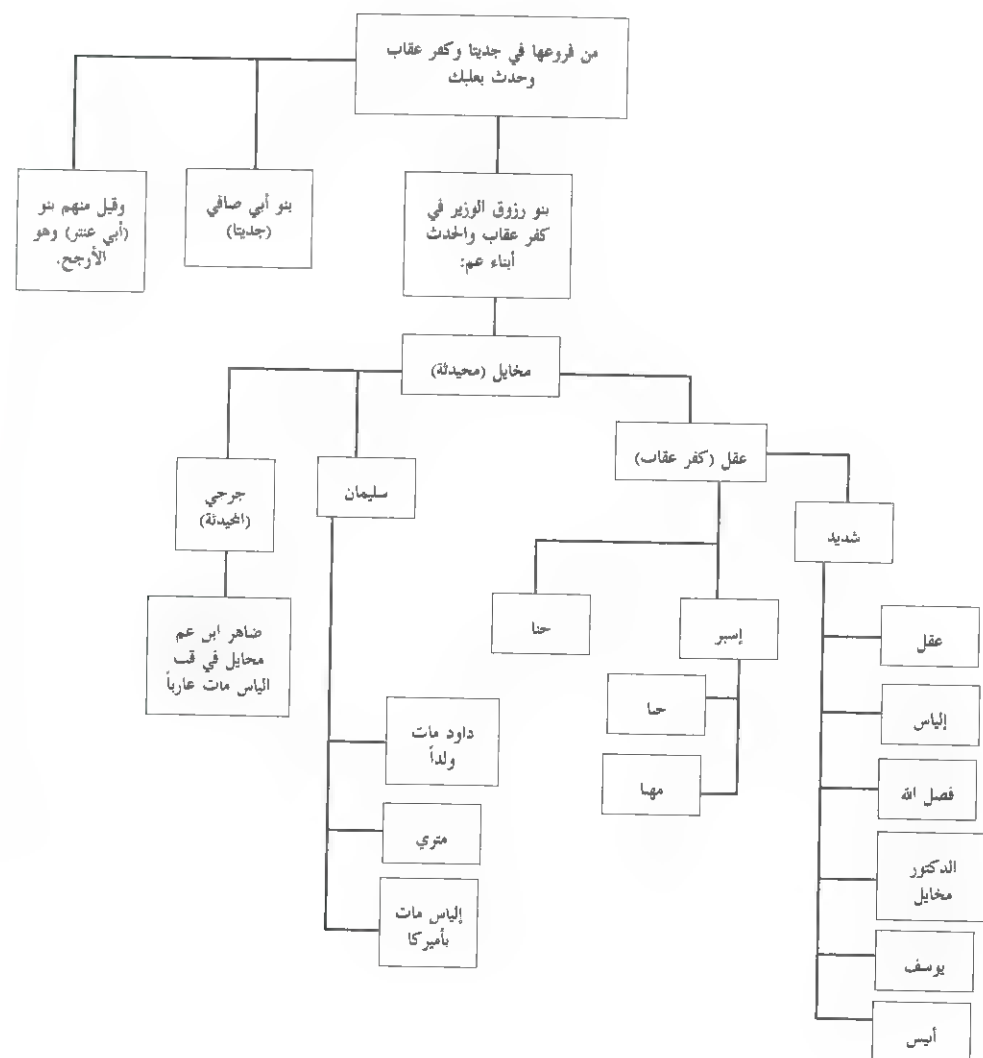 من فروعها في جديتا وكفر عقاب
وحدث بعلبك
بنو رزوق الوزير في
كفر عقاب والحدث
أبناء عم:
بنو أبي صافي
(جديتا)
وقيل منهم بنو
(أبي عنتر) وهو
الأرجح.
مخايل (محيدثة)
عقل (كفر عقاب)
سليمان
جرجي
(المحيدثة)
شديد
حنا
إسبر
ضاهر ابن عم
مخايل في قب
الياس مات عازباً
عقل
حنا
إلياس
داود مات
ولداً
مهنا
فضل الله
متري
الدكتور
مخايل
إلياس مات
بأميركا
يوسف
أنيس